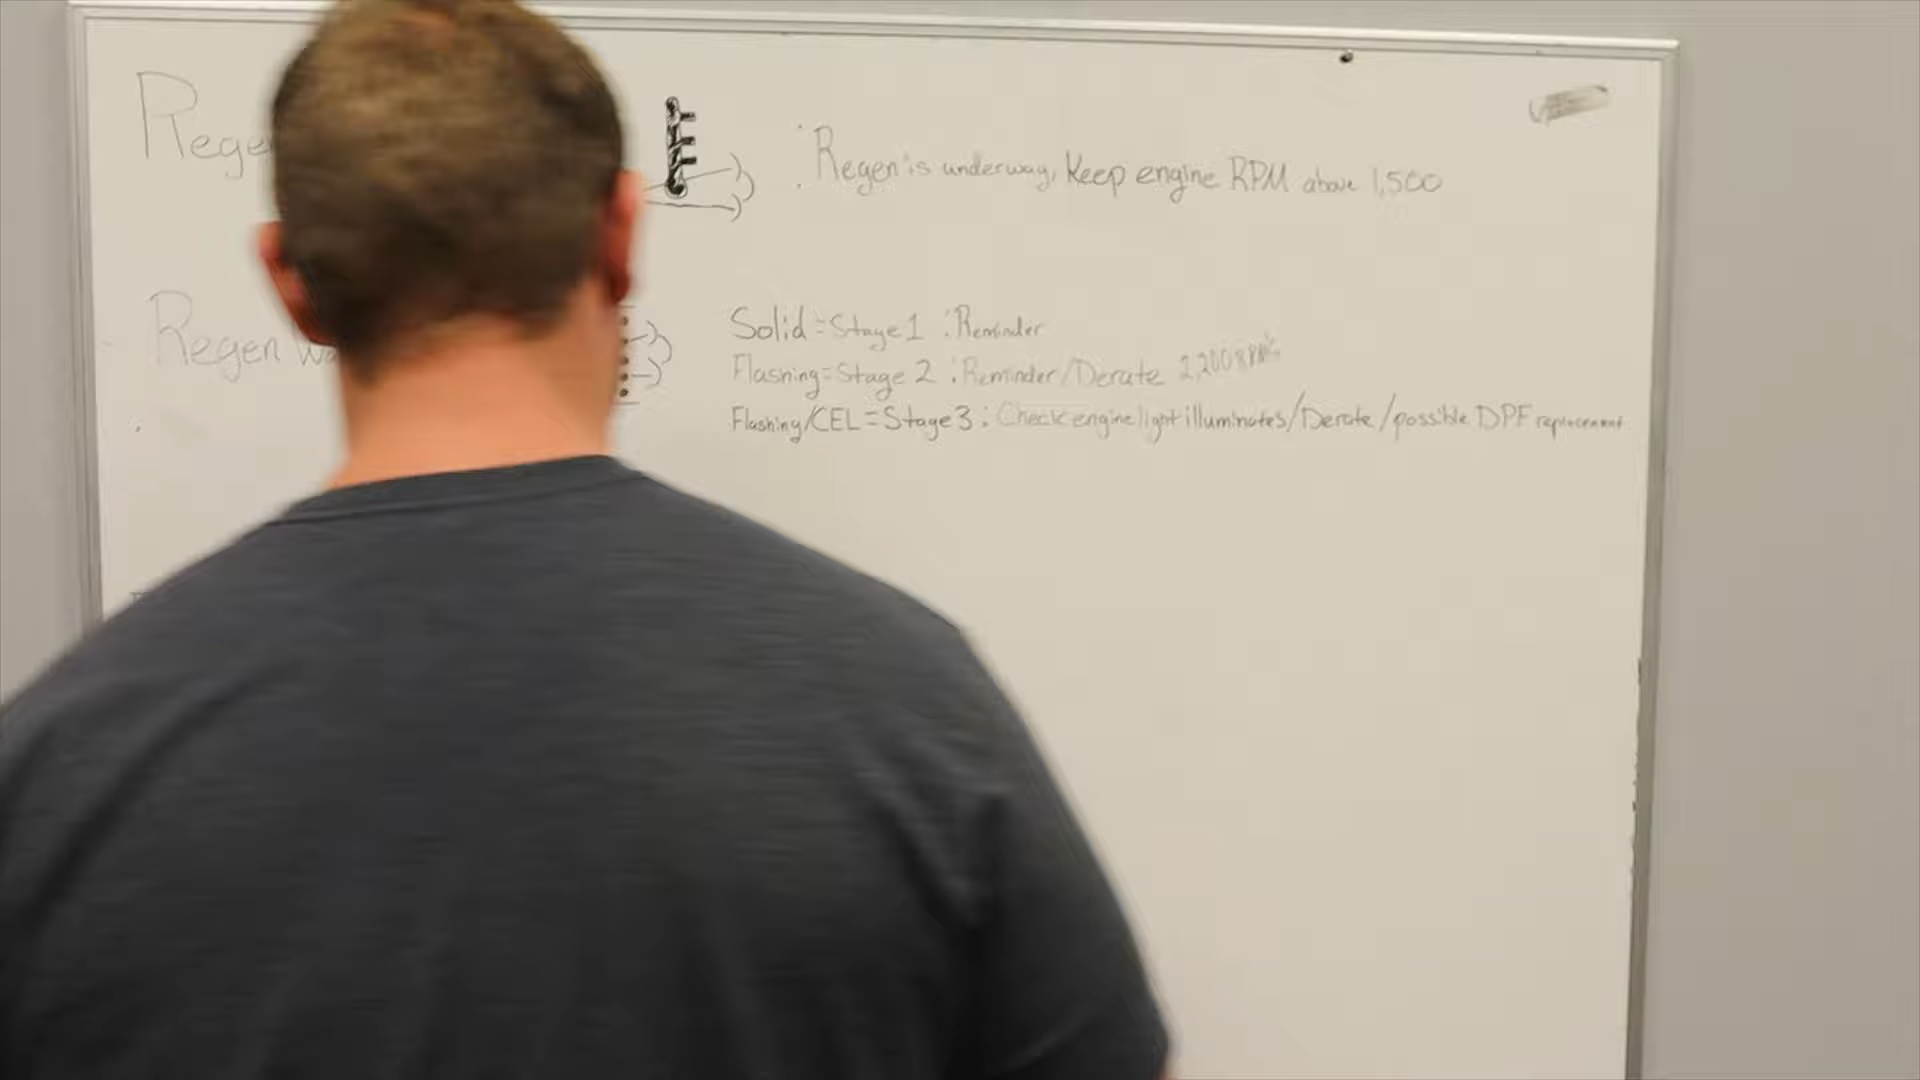 Regen
: Regen is underway, Keep engine RPM above 1,500
Regen
Solid = Stage 1 : Reminder
Flashing = Stage 2 : Reminder/Derate 2,200 RPM's
Flashing/CEL = Stage 3 : Check engine light illuminates/Derate/possible DPF replacement